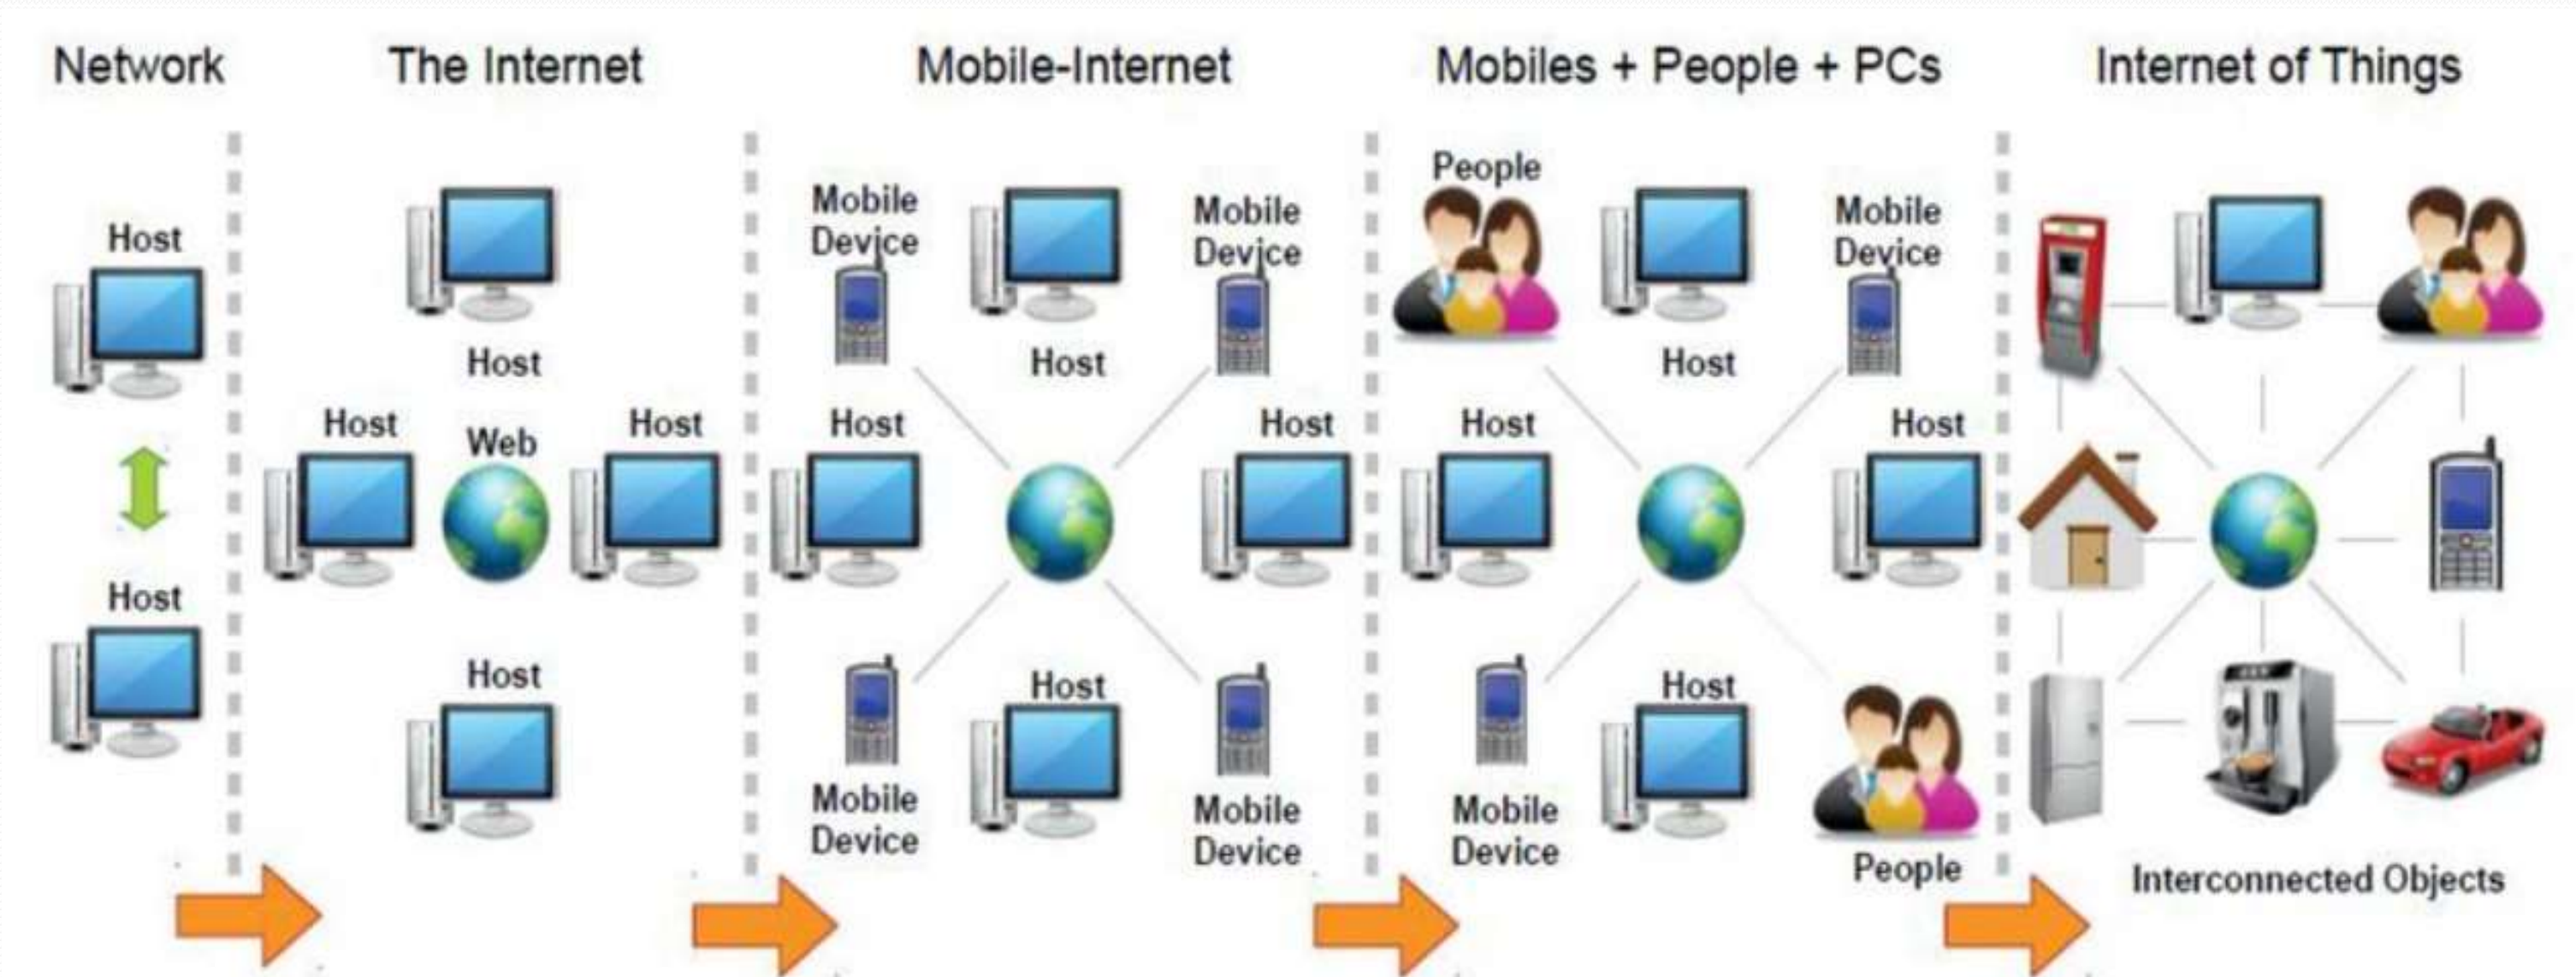 Network
The Internet
Mobile-Internet
Mobiles + People + PCs
Internet of Things
Host
Host
Host
Host
Web
Host
Host
Mobile
Device
Host
Mobile
Device
Host
Host
Mobile
Device
Host
Mobile
Device
People
Host
Mobile
Device
Host
Host
Mobile
Device
Host
People
Interconnected Objects